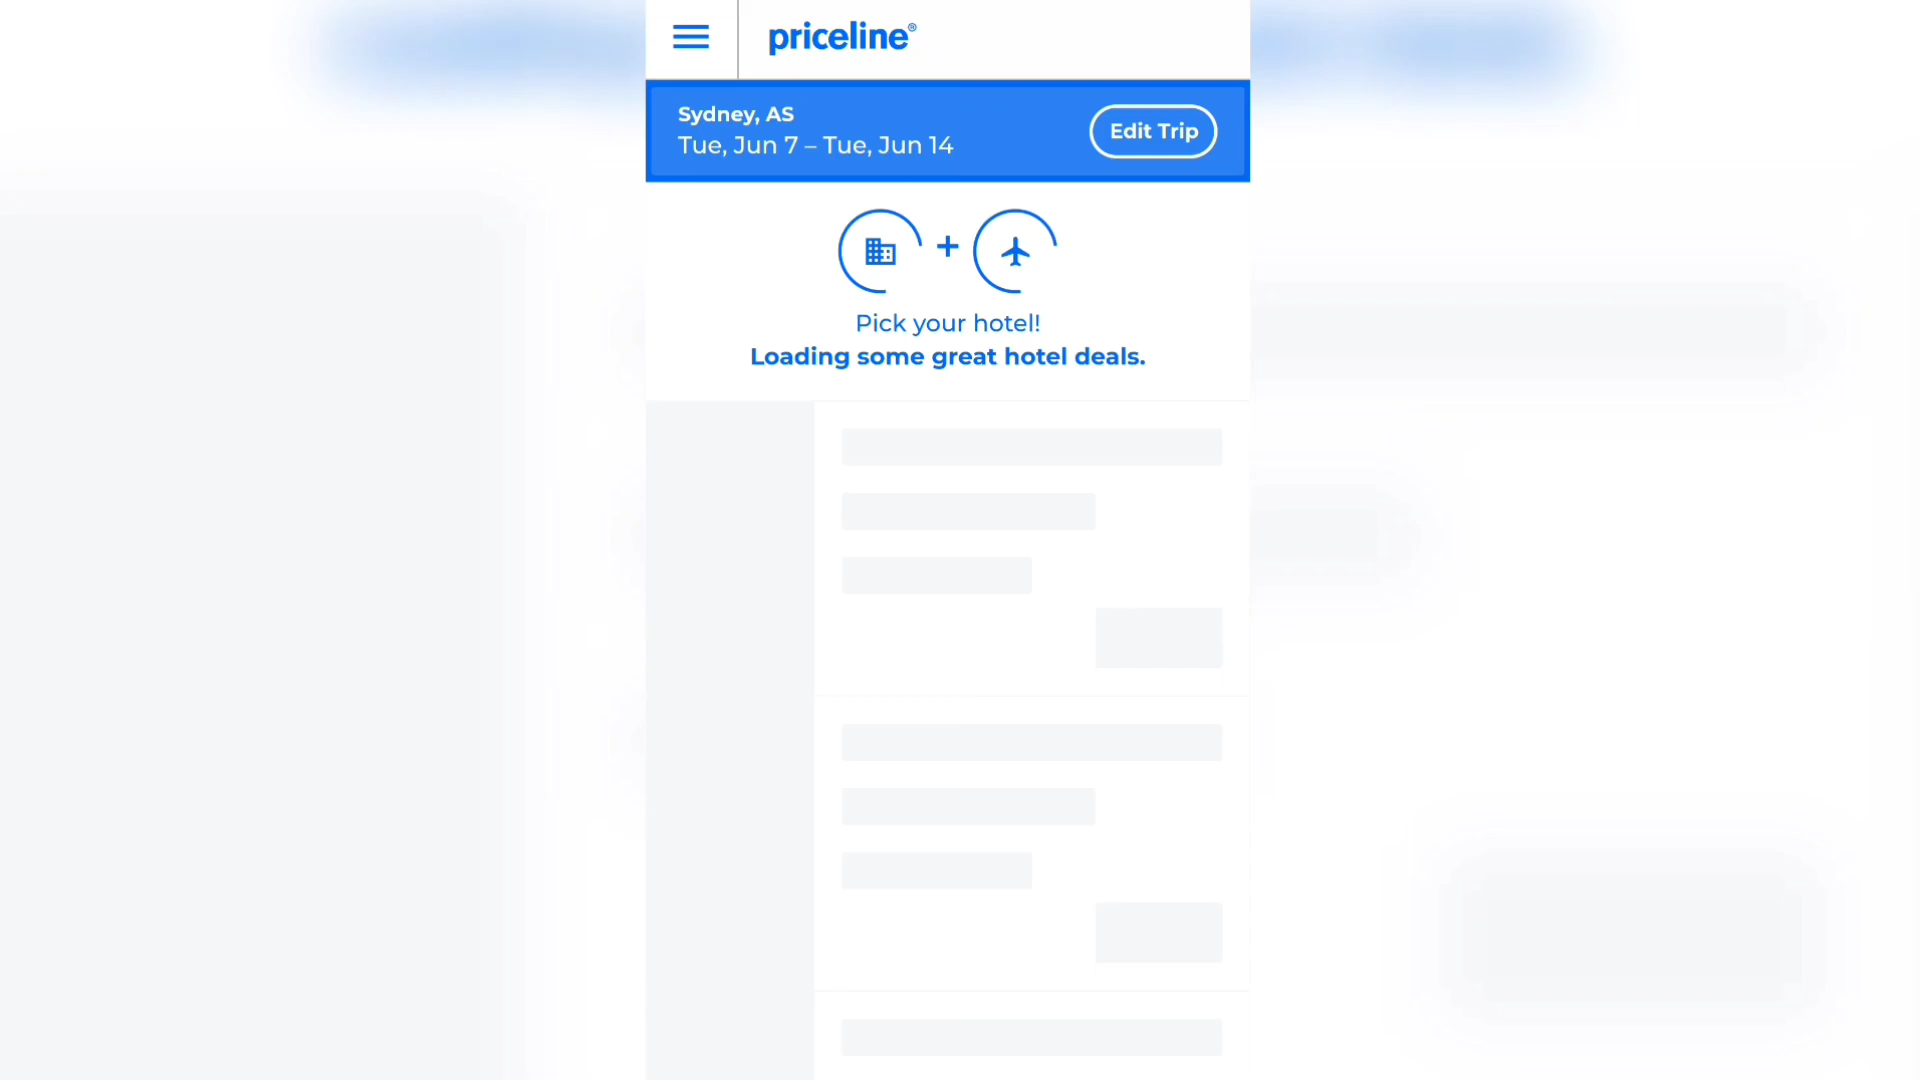 priceline®
Sydney, AS
Tue, Jun 7 – Tue, Jun 14
Edit Trip
Pick your hotel!
Loading some great hotel deals.